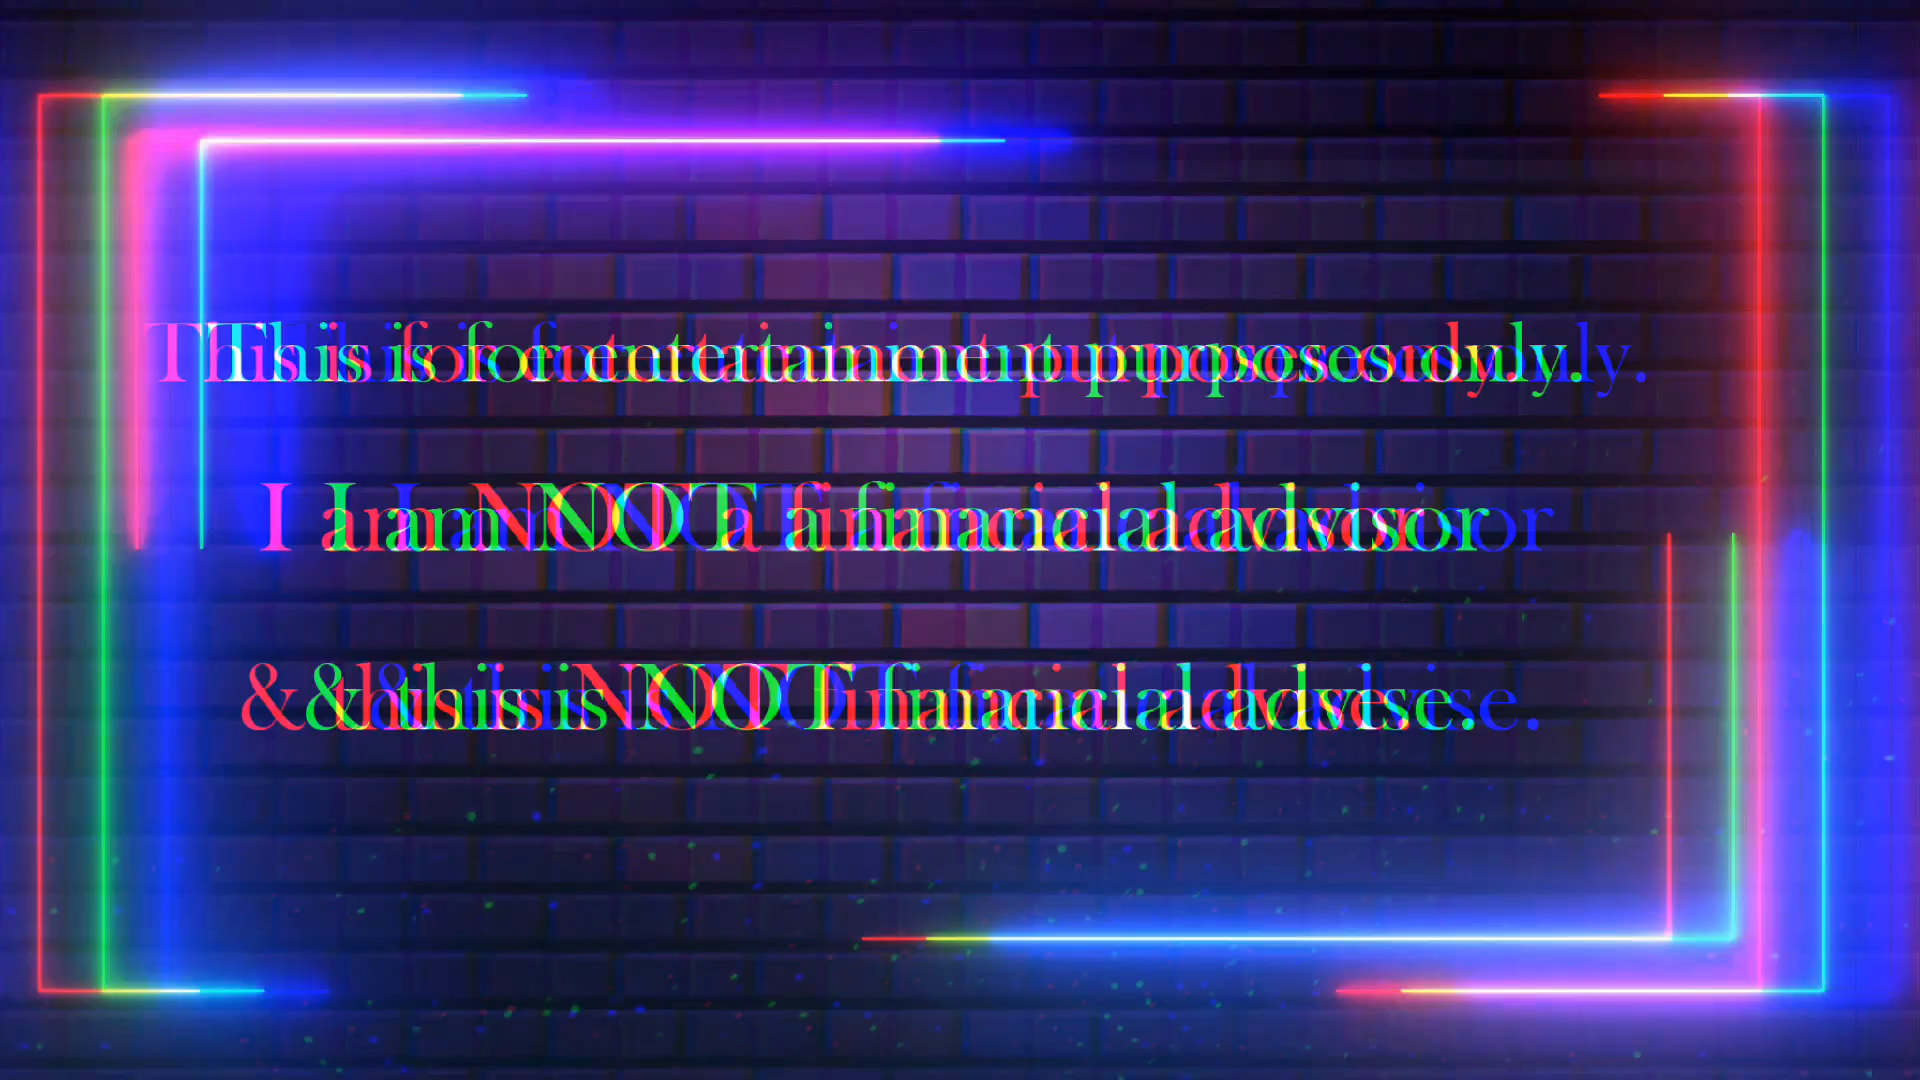 This is for entertainment purposes only.
I am NOT a financial advisor
& this is NOT financial advise.